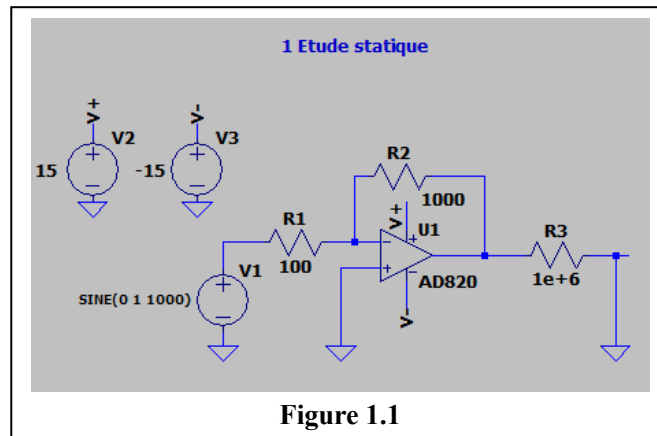 1 Etude statique
V+
V2
15
V-
V3
-15
R2
1000
V+
U1
R1
100
AD820
V-
R3
1e+6
V1
SINE(0 1 1000)
Figure 1.1